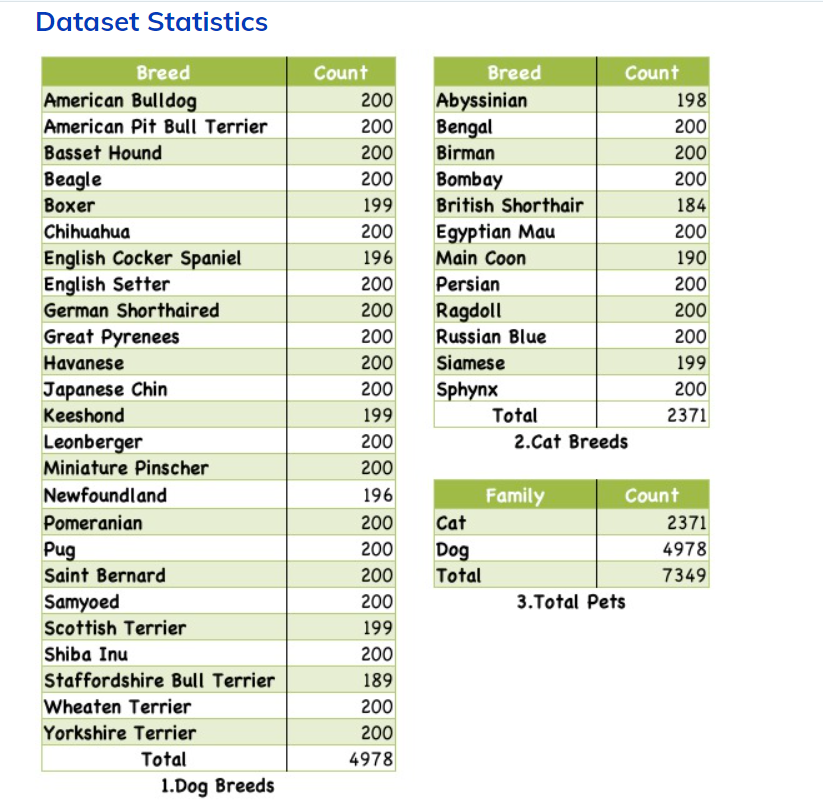 Dataset Statistics
Breed Count
American Bulldog 200
American Pit Bull Terrier 200
Basset Hound 200
Beagle 200
Boxer 199
Chihuahua 200
English Cocker Spaniel 196
English Setter 200
German Shorthaired 200
Great Pyrenees 200
Havanese 200
Japanese Chin 200
Keeshond 199
Leonberger 200
Miniature Pinscher 200
Newfoundland 196
Pomeranian 200
Pug 200
Saint Bernard 200
Samyoed 200
Scottish Terrier 199
Shiba Inu 200
Staffordshire Bull Terrier 189
Wheaten Terrier 200
Yorkshire Terrier 200
Total 4978
1.Dog Breeds
Breed Count
Abyssinian 198
Bengal 200
Birman 200
Bombay 200
British Shorthair 184
Egyptian Mau 200
Main Coon 190
Persian 200
Ragdoll 200
Russian Blue 200
Siamese 199
Sphynx 200
Total 2371
2.Cat Breeds
Family Count
Cat 2371
Dog 4978
Total 7349
3.Total Pets